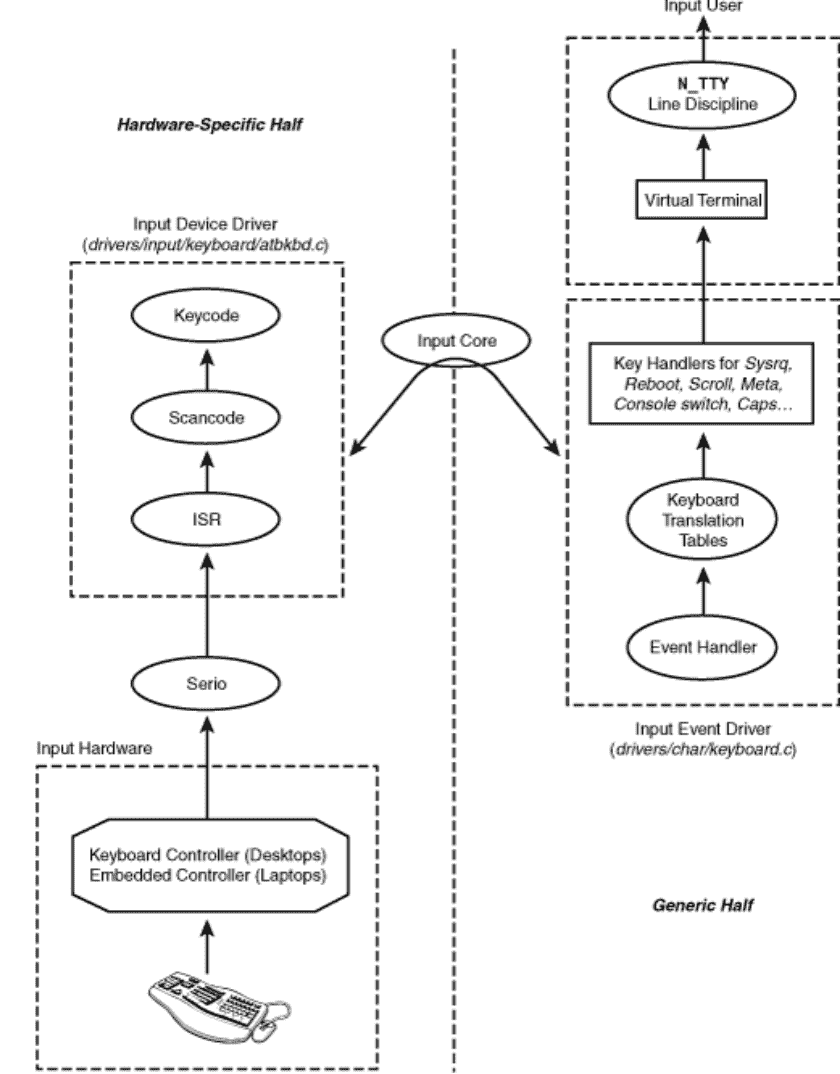 Input User
N_TTY
Line Discipline
Hardware-Specific Half
Virtual Terminal
Input Device Driver
(drivers/input/keyboard/atbkbd.c)
Keycode
Input Core
Key Handlers for Sysrq,
Reboot, Scroll, Meta,
Console switch, Caps...
Scancode
ISR
Keyboard
Translation
Tables
Event Handler
Serio
Input Event Driver
(drivers/char/keyboard.c)
Input Hardware
Keyboard Controller (Desktops)
Embedded Controller (Laptops)
Generic Half